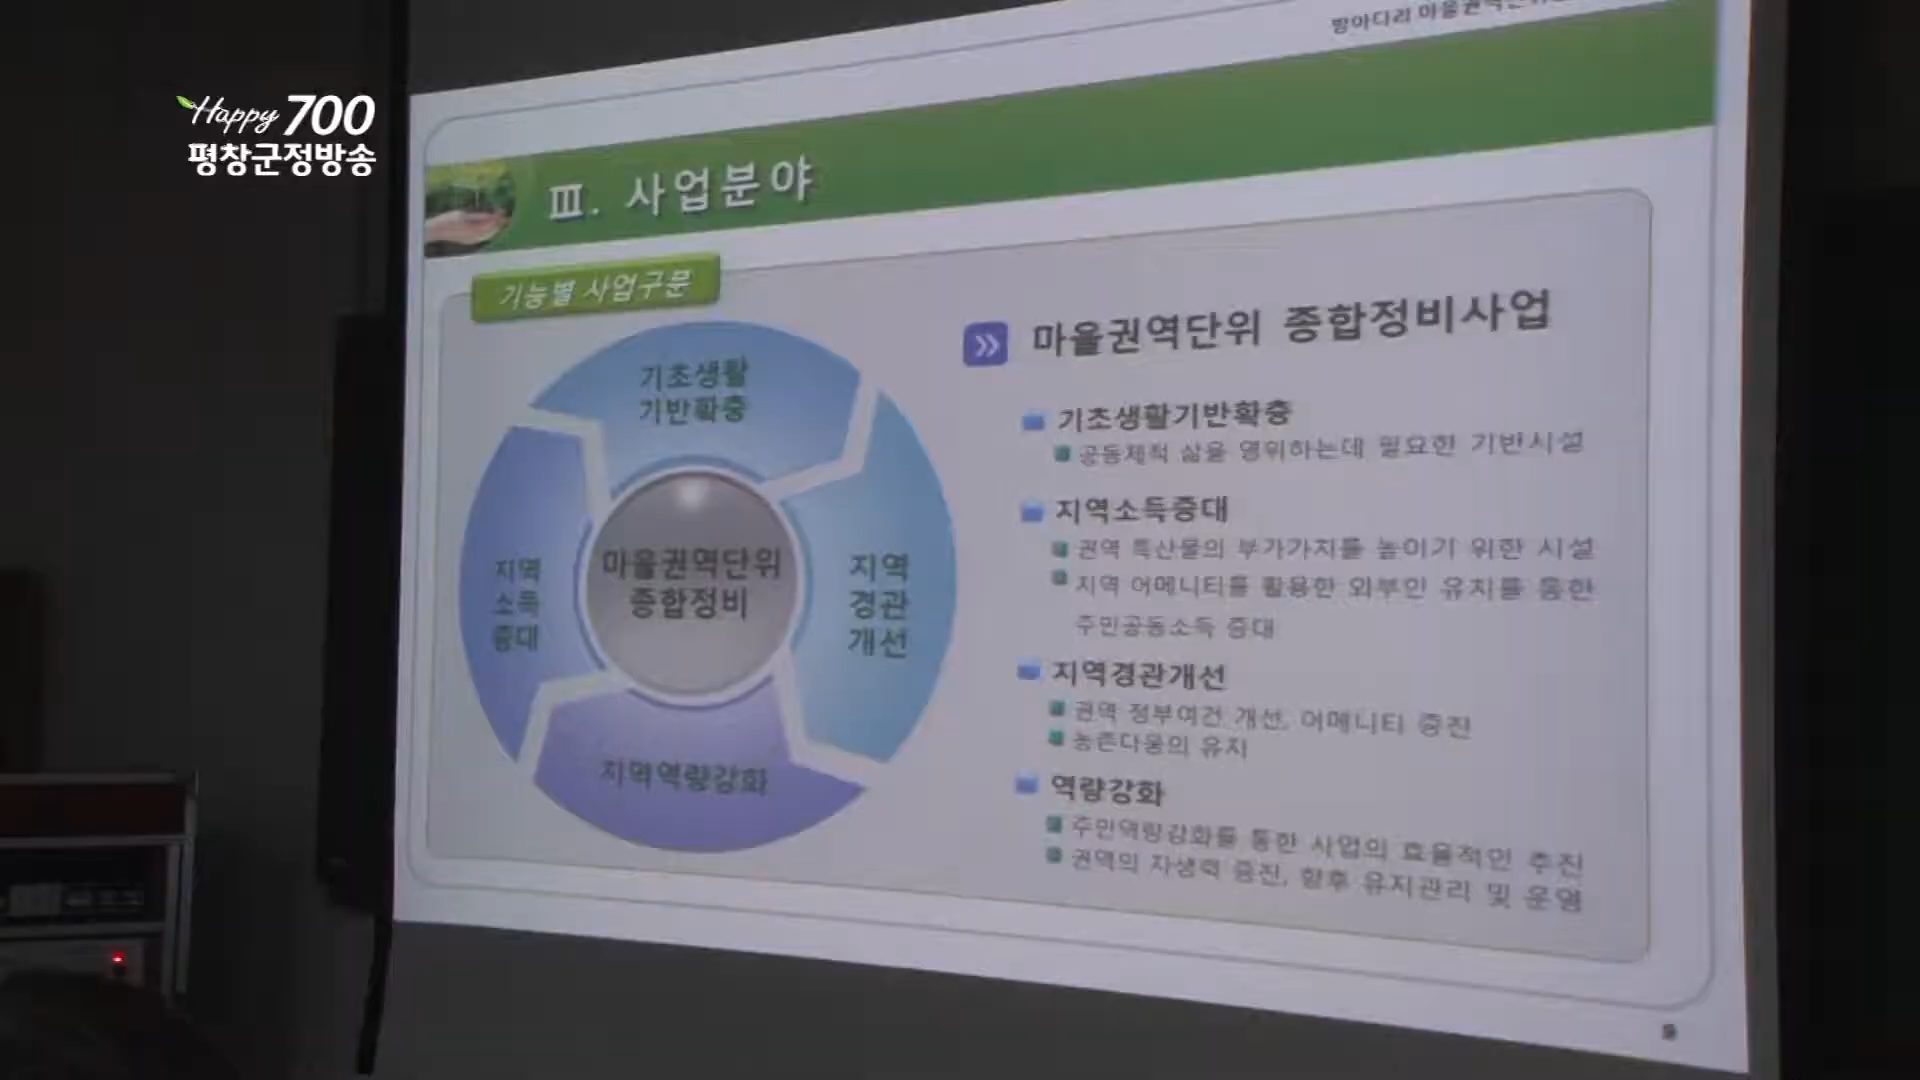 Happy 700
평창군정방송
방아다리 마을권역단위
Ⅲ. 사업분야
기능별 사업구분
기초생활
기반확충
지역
소득
증대
마을권역단위
종합정비
지역
경관
개선
지역역량강화
마을권역단위 종합정비사업
기초생활기반확충
공동체적 삶을 영위하는데 필요한 기반시설
지역소득증대
권역 특산물의 부가가치를 높이기 위한 시설
지역 어메니티를 활용한 외부인 유치를 통한
주민공동소득 증대
지역경관개선
권역 정부여건 개선, 어메니티 증진
농촌다움의 유지
역량강화
주민역량강화를 통한 사업의 효율적인 추진
권역의 자생력 증진, 향후 유지관리 및 운영